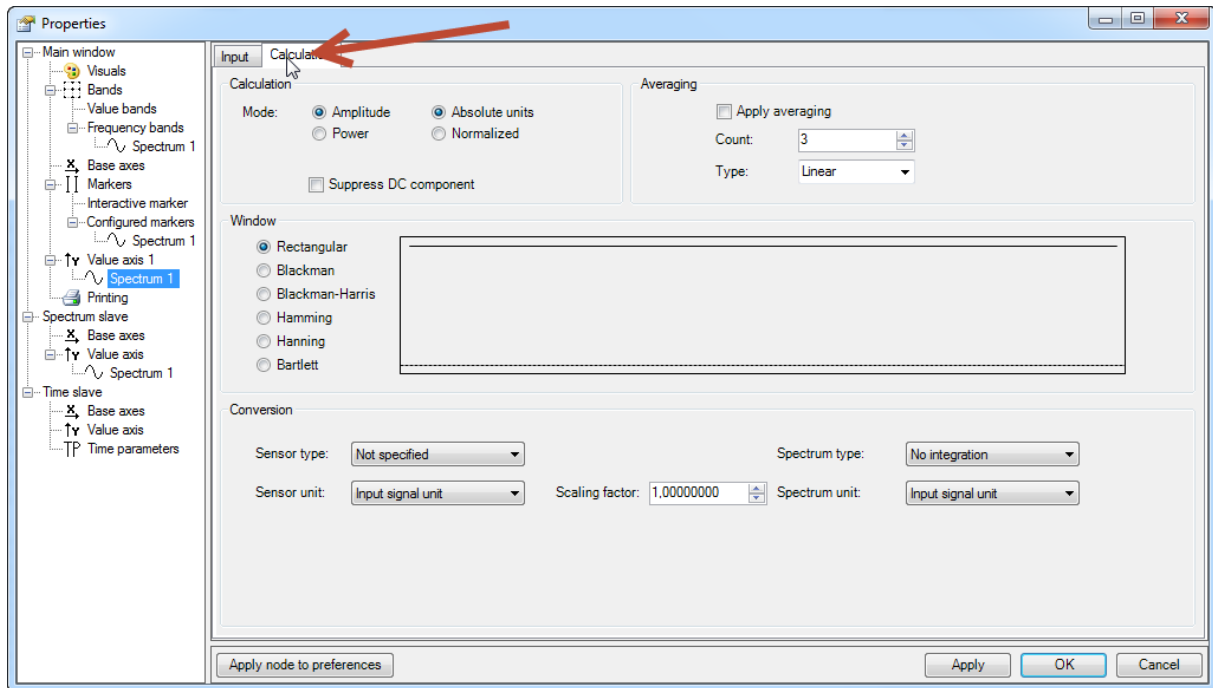 Properties
Main window
Visuals
Bands
Value bands
Frequency bands
Spectrum 1
Base axes
Markers
Interactive marker
Configured markers
Spectrum 1
Value axis 1
Spectrum 1
Printing
Spectrum slave
Base axes
Value axis
Spectrum 1
Time slave
Base axes
Value axis
TP Time parameters
Input
Calculation
Mode: Amplitude Absolute units
Power Normalized
Suppress DC component
Averaging
Apply averaging
Count: 3
Type: Linear
Window
Rectangular
Blackman
Blackman-Harris
Hamming
Hanning
Bartlett
Conversion
Sensor type: Not specified Spectrum type: No integration
Sensor unit: Input signal unit Scaling factor: 1,00000000 Spectrum unit: Input signal unit
Apply node to preferences Apply OK Cancel